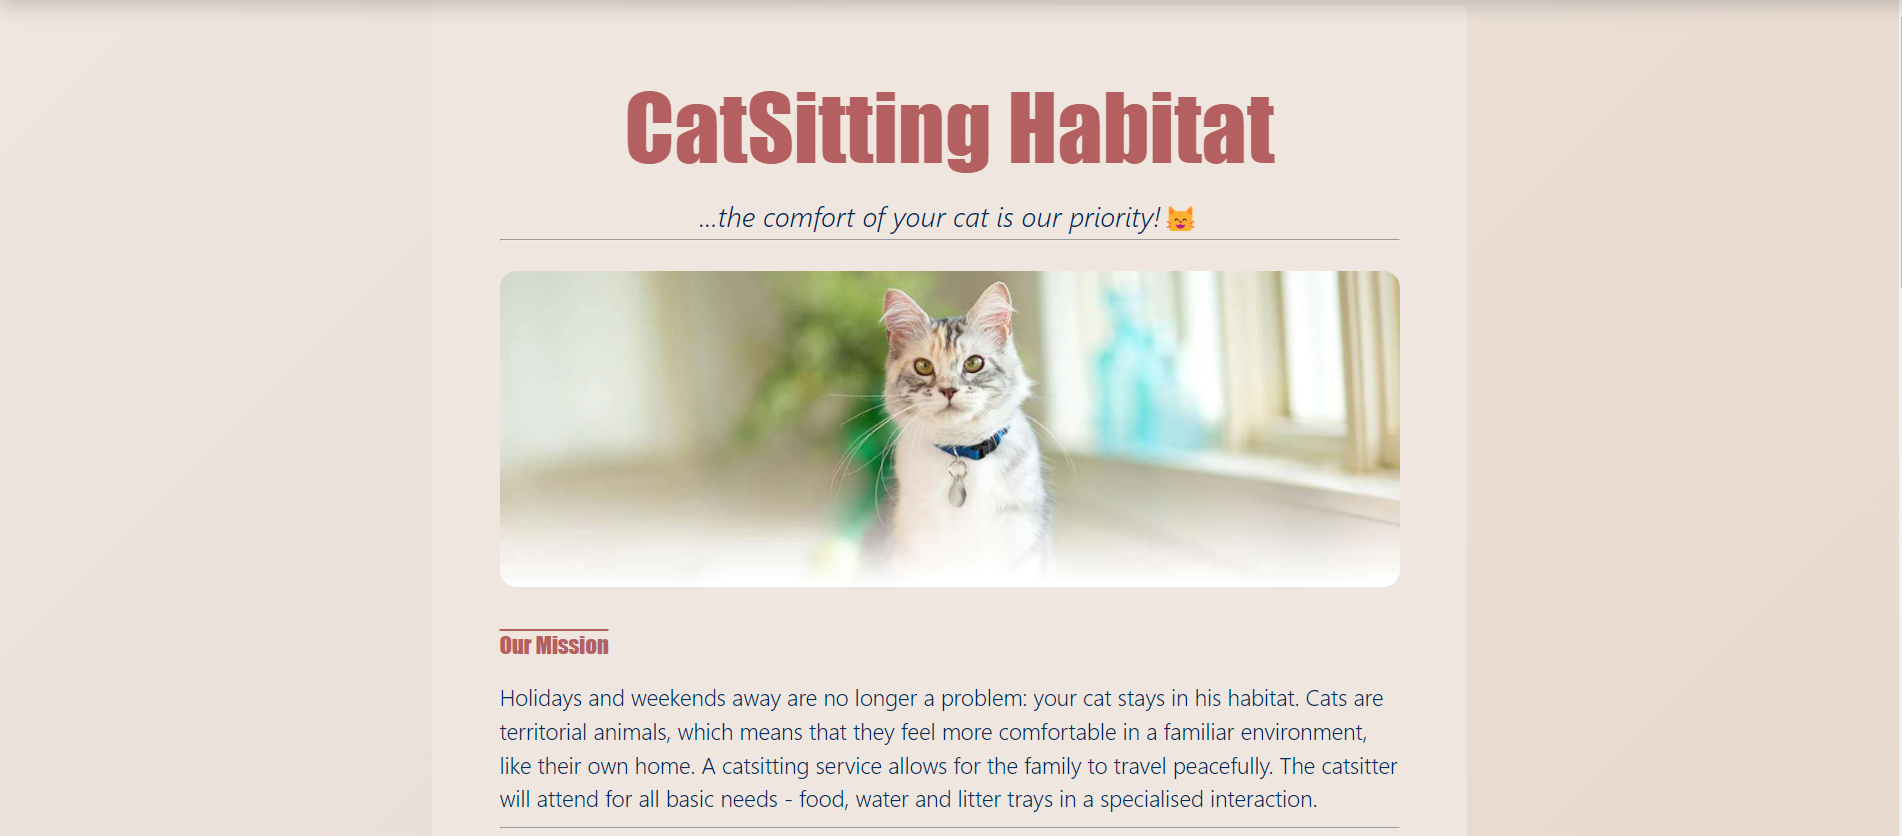 CatSitting Habitat
...the comfort of your cat is our priority! 😸
Our Mission
Holidays and weekends away are no longer a problem: your cat stays in his habitat. Cats are
territorial animals, which means that they feel more comfortable in a familiar environment,
like their own home. A catsitting service allows for the family to travel peacefully. The catsitter
will attend for all basic needs - food, water and litter trays in a specialised interaction.